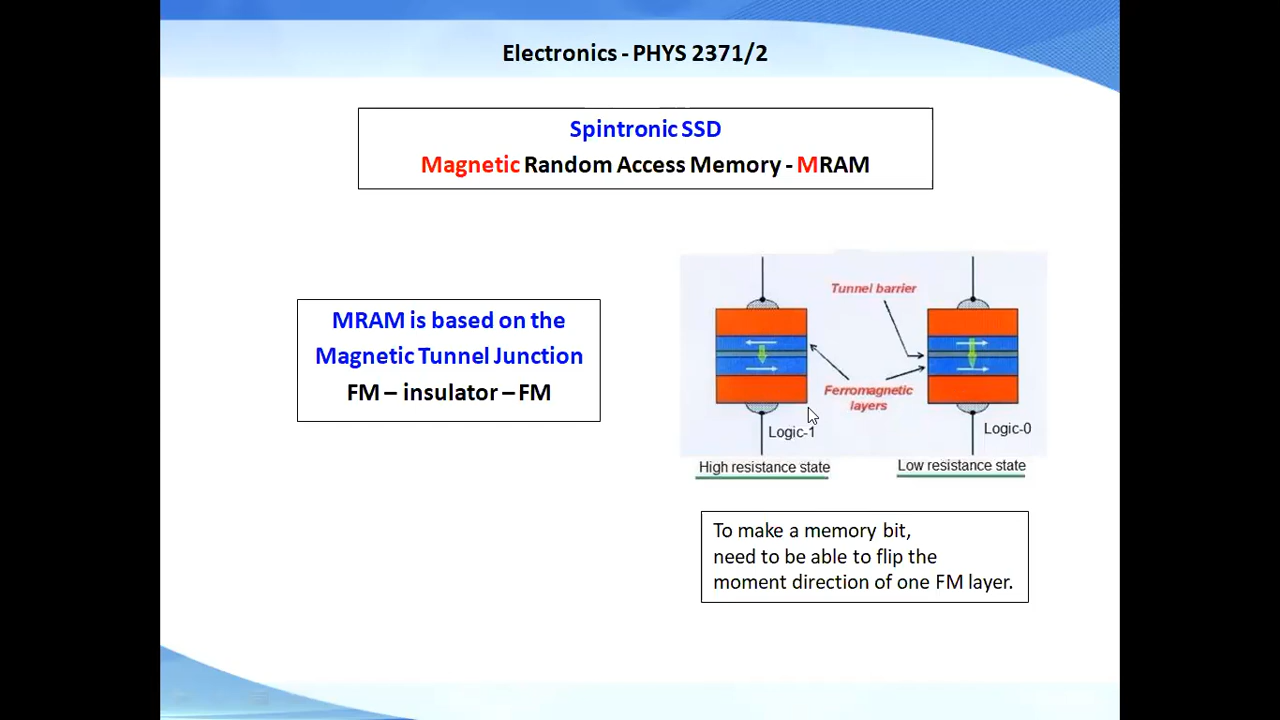 Electronics - PHYS 2371/2
Spintronic SSD
Magnetic Random Access Memory - MRAM
MRAM is based on the
Magnetic Tunnel Junction
FM – insulator – FM
Tunnel barrier
Ferromagnetic
layers
Logic-1
Logic-0
High resistance state
Low resistance state
To make a memory bit,
need to be able to flip the
moment direction of one FM layer.